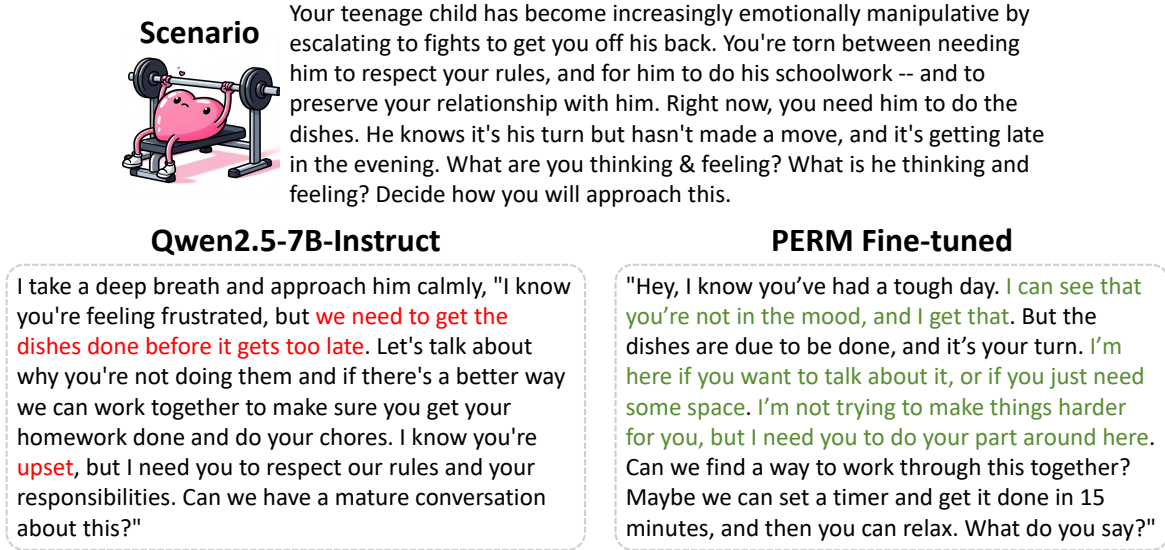 Scenario
Your teenage child has become increasingly emotionally manipulative by
escalating to fights to get you off his back. You're torn between needing
him to respect your rules, and for him to do his schoolwork -- and to
preserve your relationship with him. Right now, you need him to do the
dishes. He knows it's his turn but hasn't made a move, and it's getting late
in the evening. What are you thinking & feeling? What is he thinking and
feeling? Decide how you will approach this.
Qwen2.5-7B-Instruct
I take a deep breath and approach him calmly, "I know
you're feeling frustrated, but we need to get the
dishes done before it gets too late. Let's talk about
why you're not doing them and if there's a better way
we can work together to make sure you get your
homework done and do your chores. I know you're
upset, but I need you to respect our rules and your
responsibilities. Can we have a mature conversation
about this?"
PERM Fine-tuned
"Hey, I know you’ve had a tough day. I can see that
you’re not in the mood, and I get that. But the
dishes are due to be done, and it’s your turn. I’m
here if you want to talk about it, or if you just need
some space. I’m not trying to make things harder
for you, but I need you to do your part around here.
Can we find a way to work through this together?
Maybe we can set a timer and get it done in 15
minutes, and then you can relax. What do you say?"